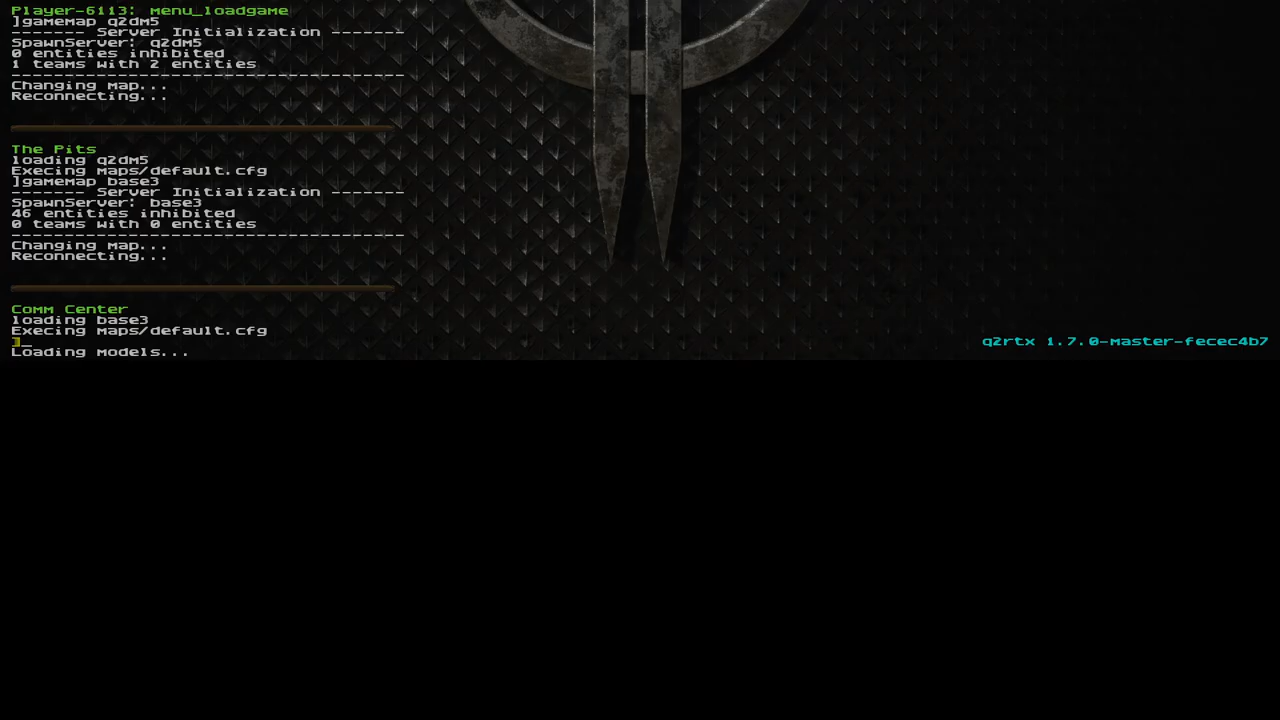 Player-6113: menu_loadgame
]gamemap q2dm5
------- Server Initialization -------
SpawnServer: q2dm5
0 entities inhibited
1 teams with 2 entities
-------------------------------------
Changing map...
Reconnecting...
The Pits
loading q2dm5
Execing maps/default.cfg
]gamemap base3
------- Server Initialization -------
SpawnServer: base3
46 entities inhibited
0 teams with 0 entities
-------------------------------------
Changing map...
Reconnecting...
Comm Center
loading base3
Execing maps/default.cfg
]_
q2rtx 1.7.0-master-fecec4b7
Loading models...